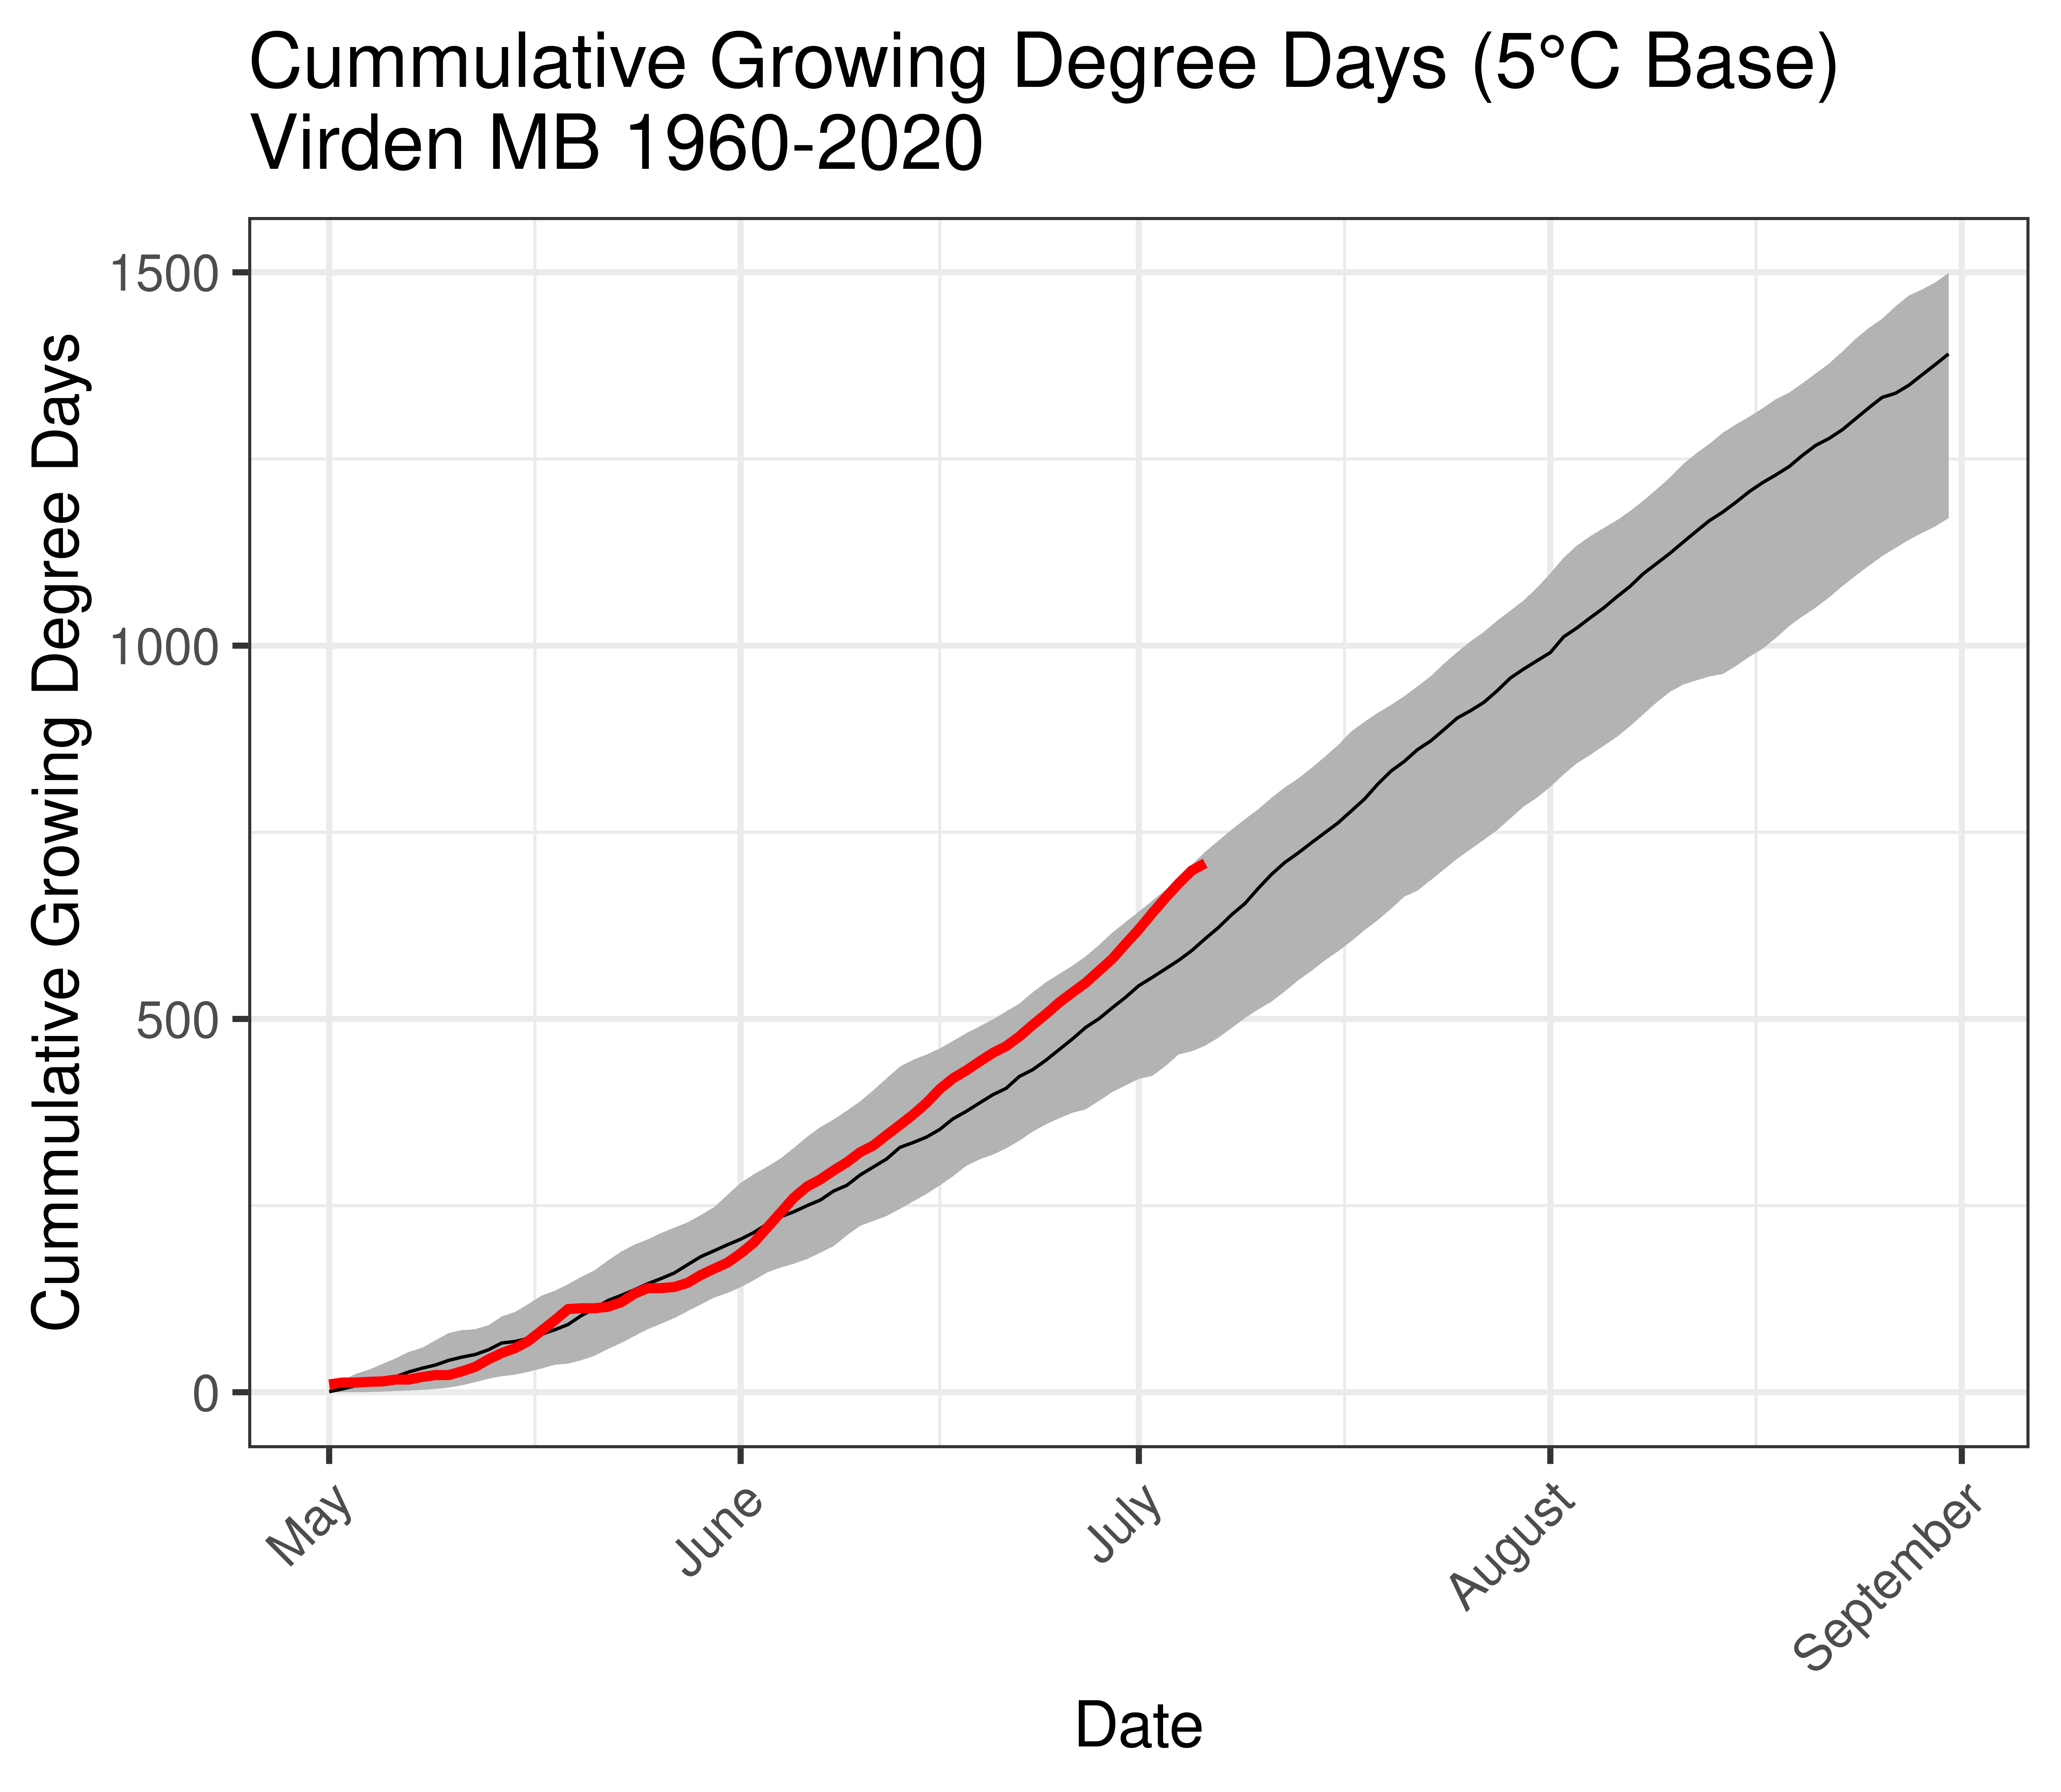 Cummulative Growing Degree Days (5°C Base)
Virden MB 1960-2020
Cummulative Growing Degree Days
1500
1000
500
0
May
June
July
August
September
Date